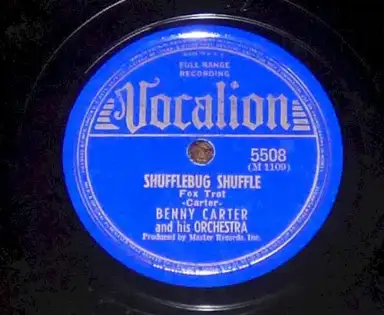 FULL RANGE
RECORDING
Vocalion
5508
(M 1109)
SHUFFLEBUG SHUFFLE
Fox Trot
-Carter-
BENNY CARTER
and his ORCHESTRA
Produced by Master Records, Inc.